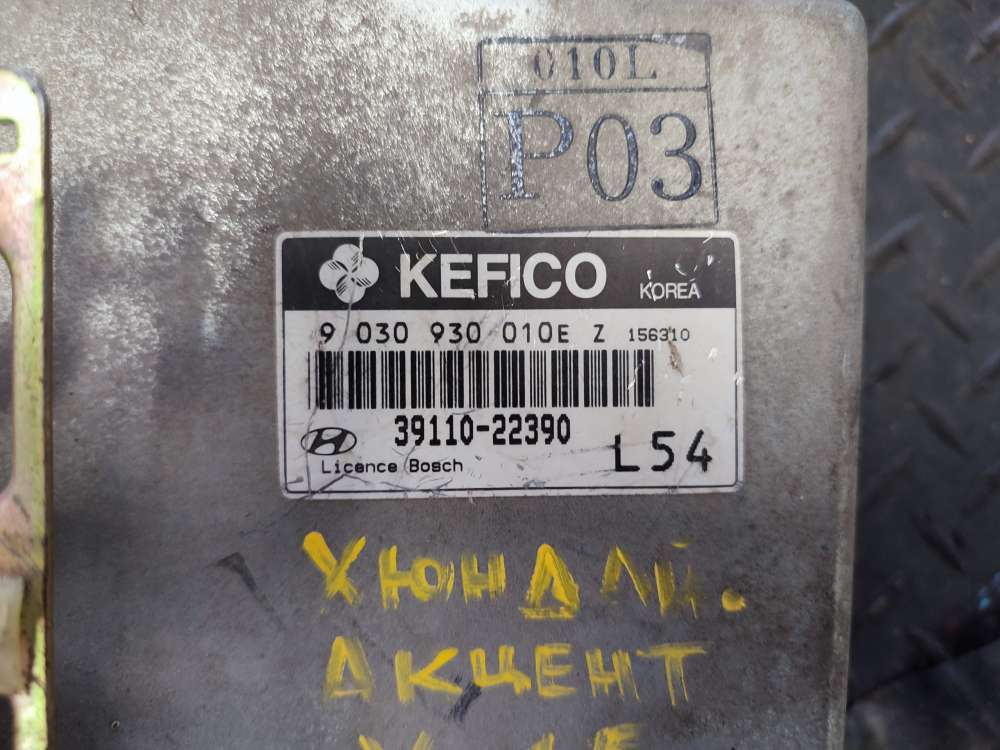 010L
P03
KEFICO KOREA
9 030 930 010E Z 156310
39110-22390
Licence Bosch L54
ХЮНДАЙ.
АКЦЕНТ